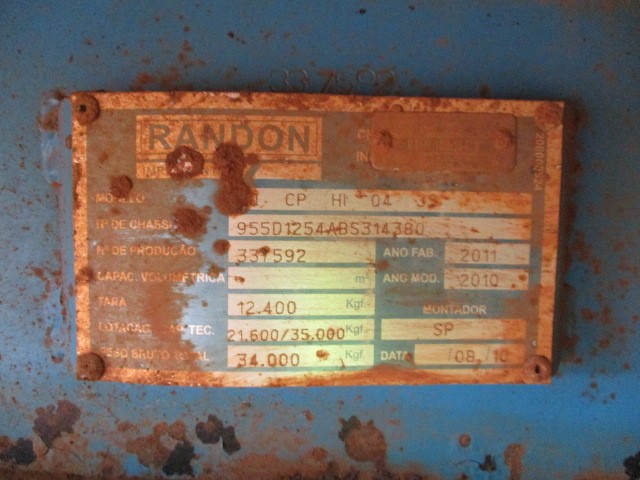 337592
RANDON
MODELO CP HI 04
Nº DE CHASSI 955D1254ABS314380
Nº DE PRODUÇÃO 337592 ANO FAB. 2011
CAPAC. VOLUMÉTRICA m³ ANO MOD. 2010
TARA 12.400 Kgf. MONTADOR
LOTAÇÃO TEC. 21.600/35.000 Kgf. SP
PESO BRUTO TOTAL 34.000 Kgf. DATA /08 /10